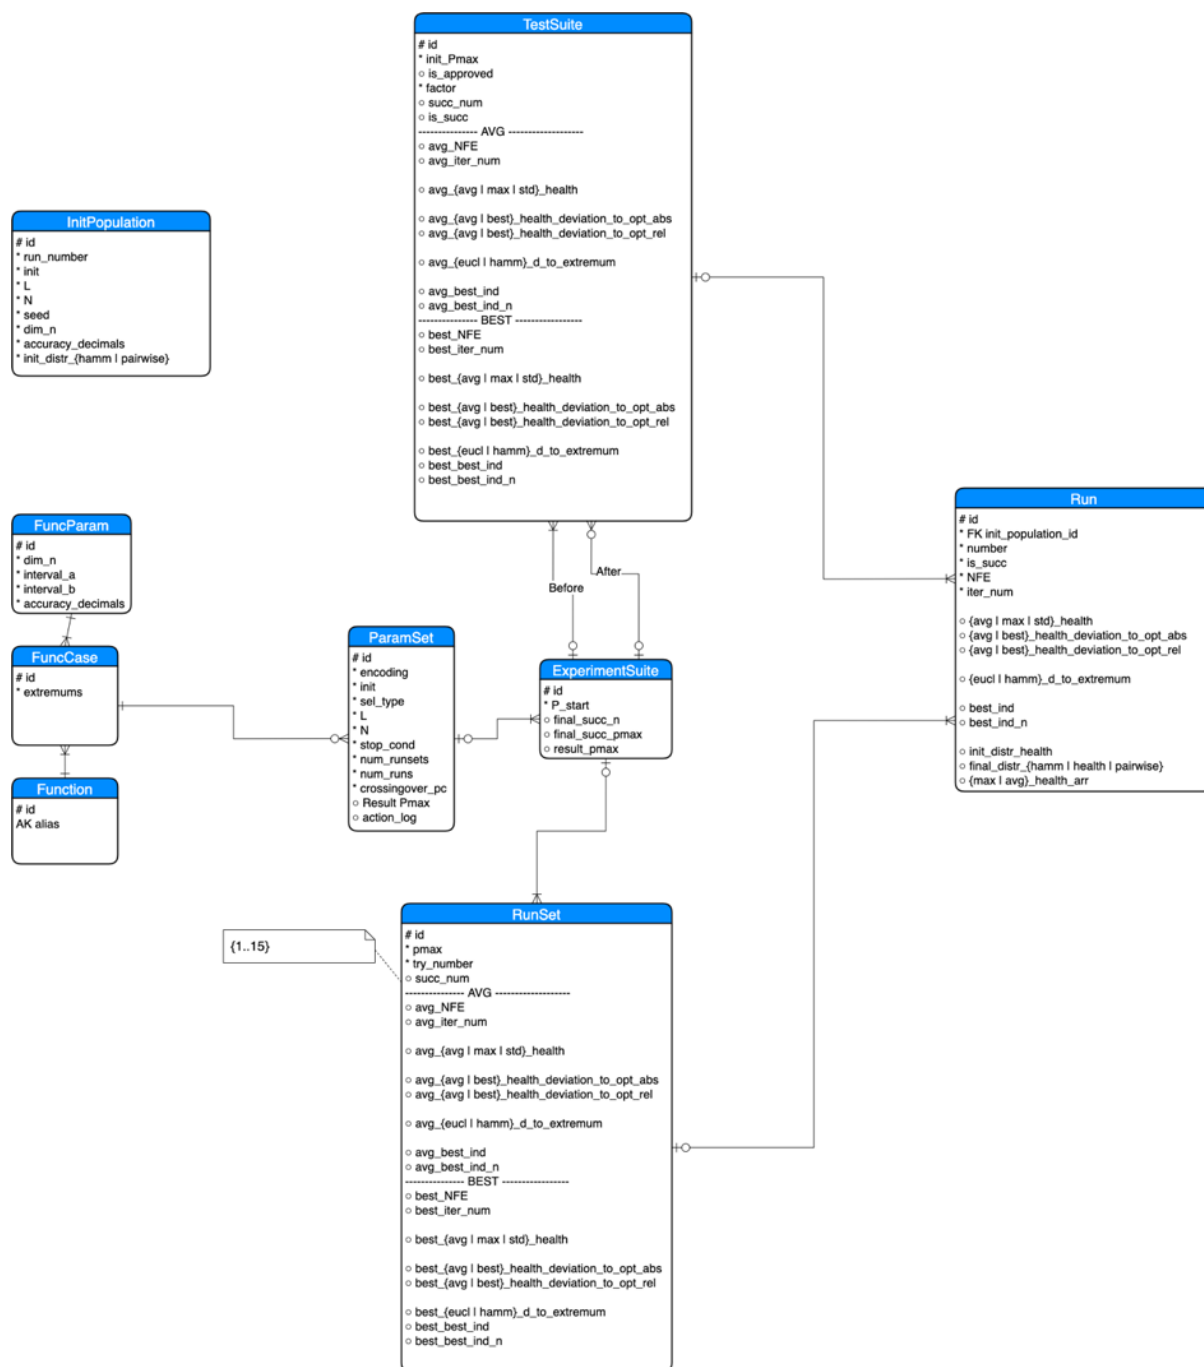 TestSuite
# id
* init_Pmax
○ is_approved
* factor
○ succ_num
○ is_succ
--------------- AVG -------------------
○ avg_NFE
○ avg_iter_num
○ avg_{avg | max | std}_health
○ avg_{avg | best}_health_deviation_to_opt_abs
○ avg_{avg | best}_health_deviation_to_opt_rel
○ avg_{eucl | hamm}_d_to_extremum
○ avg_best_ind
○ avg_best_ind_n
--------------- BEST -----------------
○ best_NFE
○ best_iter_num
○ best_{avg | max | std}_health
○ best_{avg | best}_health_deviation_to_opt_abs
○ best_{avg | best}_health_deviation_to_opt_rel
○ best_{eucl | hamm}_d_to_extremum
○ best_best_ind
○ best_best_ind_n
InitPopulation
# id
* run_number
* init
* L
* N
* seed
* dim_n
* accuracy_decimals
* init_distr_{hamm | pairwise}
Run
# id
* FK init_population_id
* number
* is_succ
* NFE
* iter_num
○ {avg | max | std}_health
○ {avg | best}_health_deviation_to_opt_abs
○ {avg | best}_health_deviation_to_opt_rel
○ {eucl | hamm}_d_to_extremum
○ best_ind
○ best_ind_n
○ init_distr_health
○ final_distr_{hamm | health | pairwise}
○ {max | avg}_health_arr
FuncParam
# id
* dim_n
* interval_a
* interval_b
* accuracy_decimals
Before
After
FuncCase
# id
* extremums
Function
# id
AK alias
ParamSet
# id
* encoding
* init
* sel_type
* L
* N
* stop_cond
* num_runsets
* num_runs
* crossingover_pc
○ Result Pmax
○ action_log
ExperimentSuite
# id
* P_start
○ final_succ_n
○ final_succ_pmax
○ result_pmax
{1..15}
RunSet
# id
* pmax
* try_number
○ succ_num
--------------- AVG -------------------
○ avg_NFE
○ avg_iter_num
○ avg_{avg | max | std}_health
○ avg_{avg | best}_health_deviation_to_opt_abs
○ avg_{avg | best}_health_deviation_to_opt_rel
○ avg_{eucl | hamm}_d_to_extremum
○ avg_best_ind
○ avg_best_ind_n
--------------- BEST -----------------
○ best_NFE
○ best_iter_num
○ best_{avg | max | std}_health
○ best_{avg | best}_health_deviation_to_opt_abs
○ best_{avg | best}_health_deviation_to_opt_rel
○ best_{eucl | hamm}_d_to_extremum
○ best_best_ind
○ best_best_ind_n